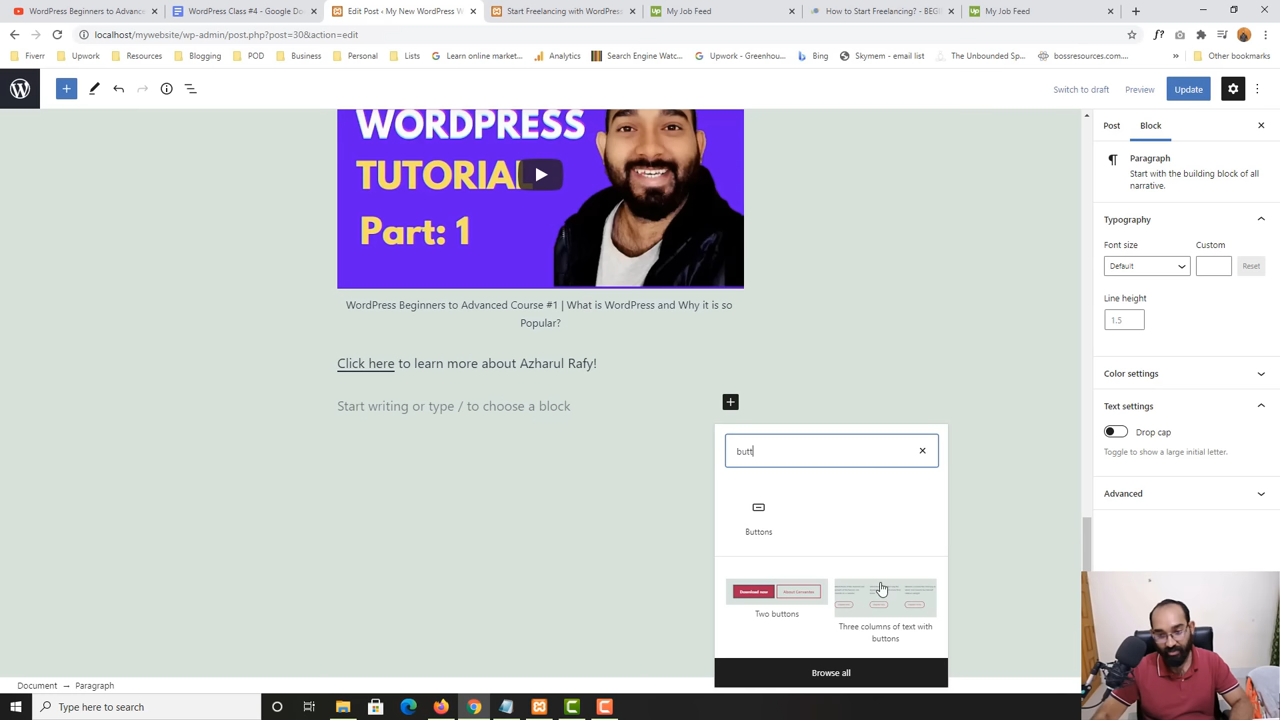 WordPress Beginners to Advance
WordPress Class #4 - Google Do
Edit Post ‹ My New WordPress W
Start Freelancing with WordPress
My Job Feed
How to Start Freelancing? - BEGI
My Job Feed
localhost/mywebsite/wp-admin/post.php?post=30&action=edit
Fiverr
Upwork
Resources
Blogging
Business
Personal
Lists
Learn online market...
Analytics
Search Engine Watc...
Upwork - Greenhou...
Bing
Skymem - email list
The Unbounded Sp...
bossresources.com...
Other bookmarks
Switch to draft
Preview
Update
WORDPRESS
TUTORIAL
Part: 1
WordPress Beginners to Advanced Course #1 | What is WordPress and Why it is so
Popular?
Click here to learn more about Azharul Rafy!
Start writing or type / to choose a block
butt
Buttons
Download now
Two buttons
Three columns of text with
buttons
Browse all
Post
Block
Paragraph
Start with the building block of all
narrative.
Typography
Font size
Custom
Default
Reset
Line height
1.5
Color settings
Text settings
Drop cap
Toggle to show a large initial letter.
Advanced
Document → Paragraph
Type here to search